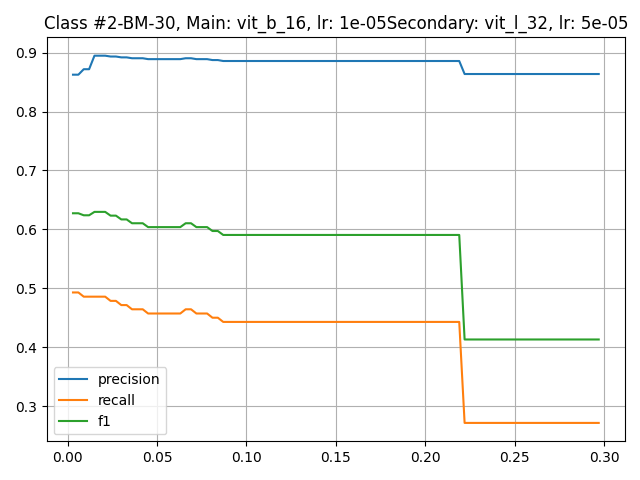 Class #2-BM-30, Main: vit_b_16, lr: 1e-05Secondary: vit_l_32, lr: 5e-05
0.9
0.8
0.7
0.6
0.5
0.4
0.3
precision
recall
f1
0.00 0.05 0.10 0.15 0.20 0.25 0.30